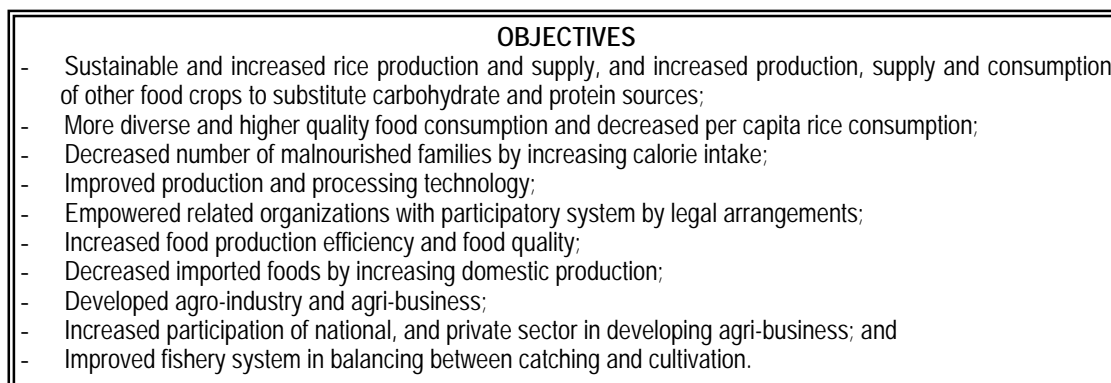 OBJECTIVES
- Sustainable and increased rice production and supply, and increased production, supply and consumption
of other food crops to substitute carbohydrate and protein sources;
- More diverse and higher quality food consumption and decreased per capita rice consumption;
- Decreased number of malnourished families by increasing calorie intake;
- Improved production and processing technology;
- Empowered related organizations with participatory system by legal arrangements;
- Increased food production efficiency and food quality;
- Decreased imported foods by increasing domestic production;
- Developed agro-industry and agri-business;
- Increased participation of national, and private sector in developing agri-business; and
- Improved fishery system in balancing between catching and cultivation.